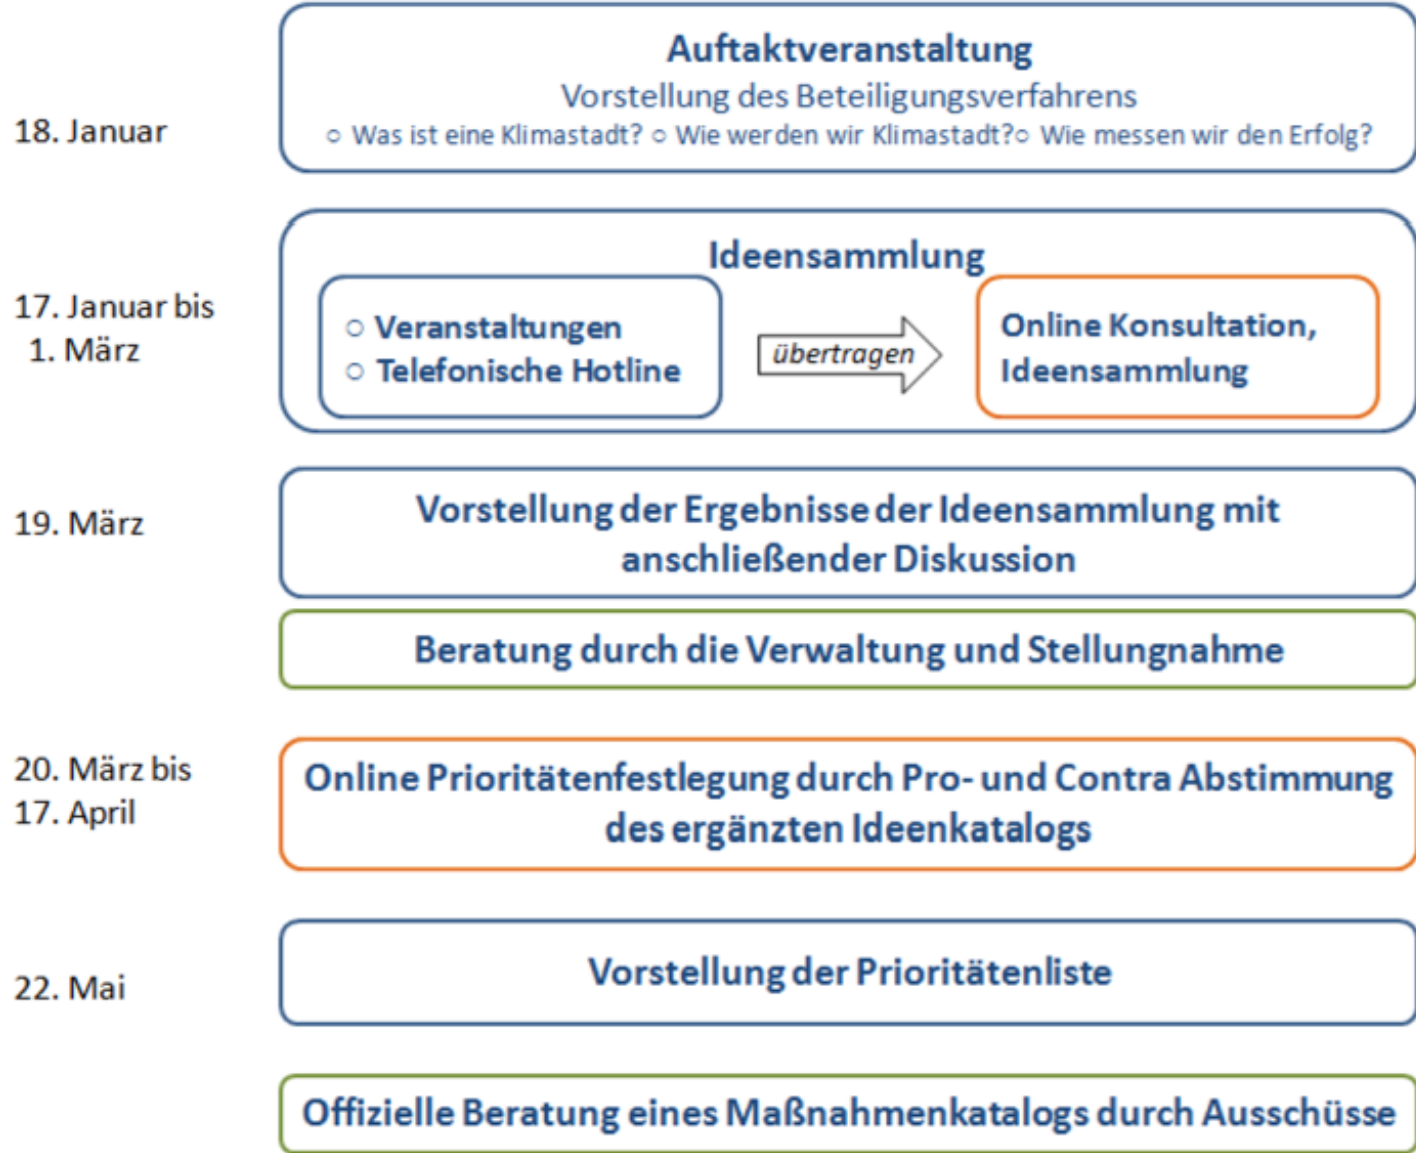 Auftaktveranstaltung
Vorstellung des Beteiligungsverfahrens
18. Januar
○ Was ist eine Klimastadt? ○ Wie werden wir Klimastadt?○ Wie messen wir den Erfolg?
Ideensammlung
17. Januar bis
1. März
○ Veranstaltungen
○ Telefonische Hotline
übertragen
Online Konsultation,
Ideensammlung
19. März
Vorstellung der Ergebnisse der Ideensammlung mit
anschließender Diskussion
Beratung durch die Verwaltung und Stellungnahme
20. März bis
17. April
Online Prioritätenfestlegung durch Pro- und Contra Abstimmung
des ergänzten Ideenkatalogs
22. Mai
Vorstellung der Prioritätenliste
Offizielle Beratung eines Maßnahmenkatalogs durch Ausschüsse